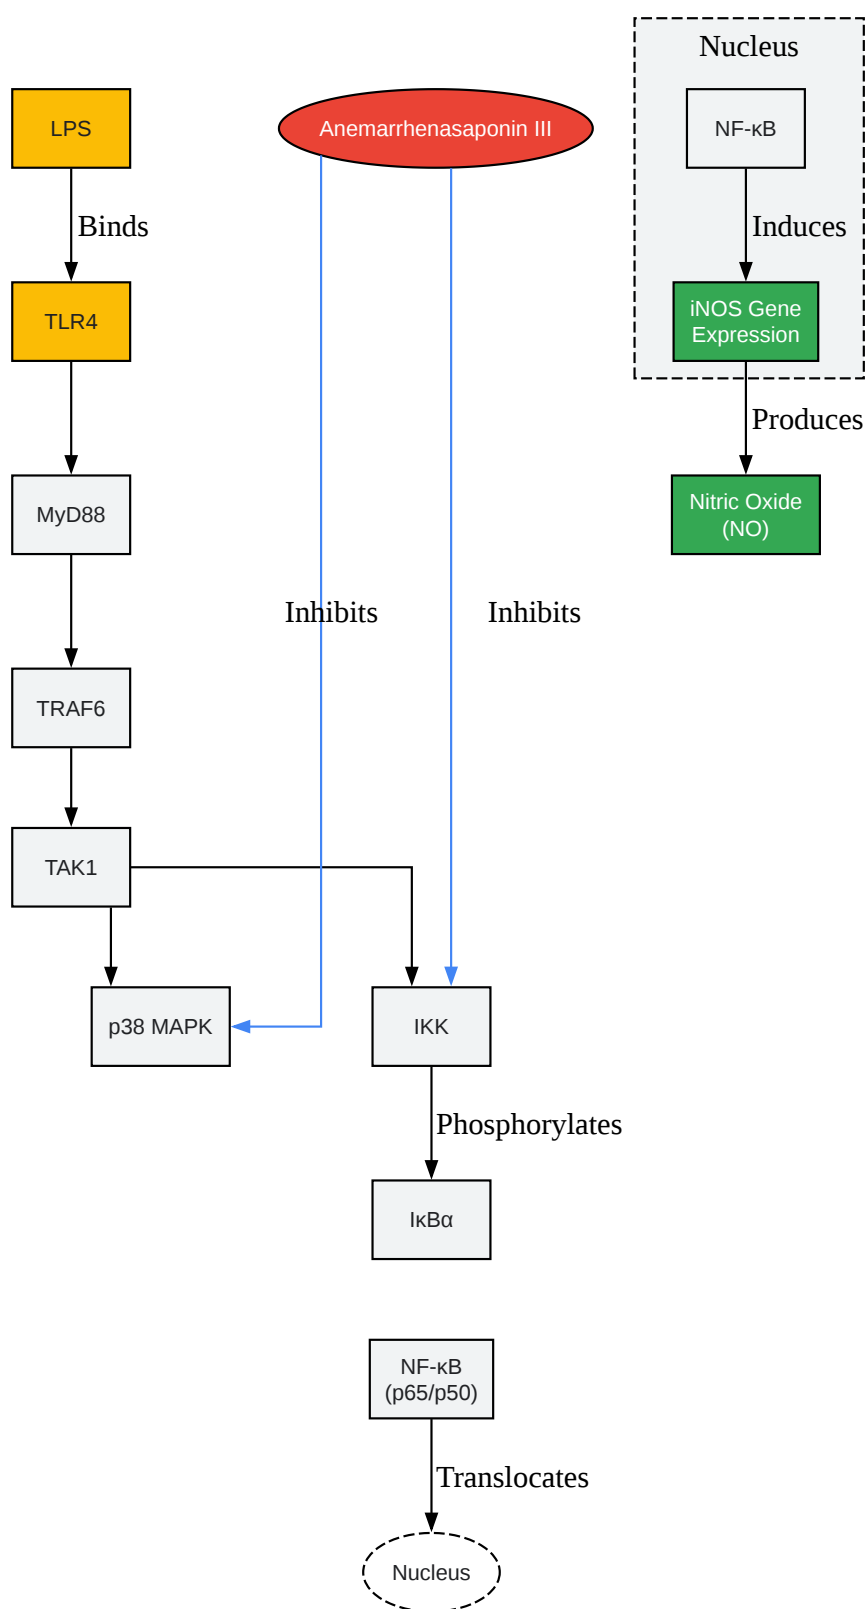 Nucleus
LPS
Anemarrhenasaponin III
NF-κB
Binds
Induces
TLR4
iNOS Gene
Expression
Produces
MyD88
Nitric Oxide
(NO)
Inhibits
Inhibits
TRAF6
TAK1
p38 MAPK
IKK
Phosphorylates
IκBα
NF-κB
(p65/p50)
Translocates
Nucleus